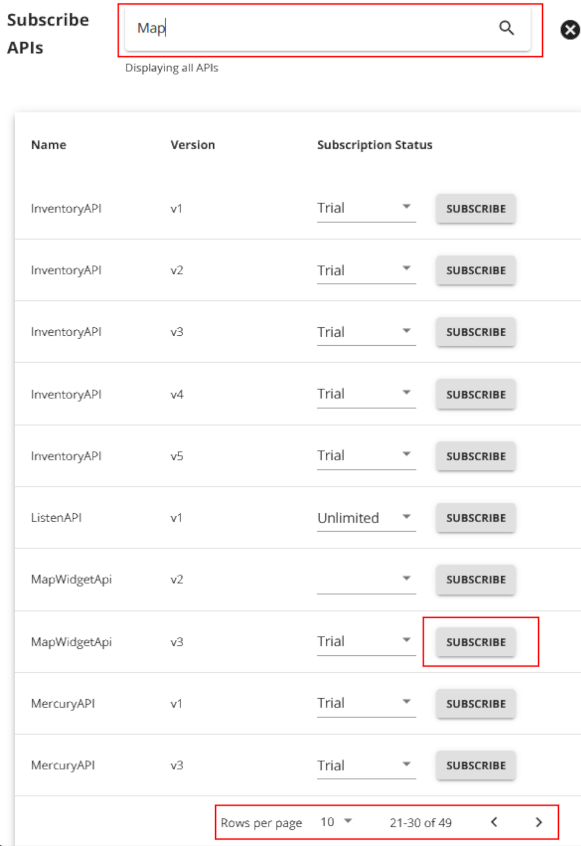 Subscribe
APIs
Map
Displaying all APIs
Name Version Subscription Status
InventoryAPI v1 Trial SUBSCRIBE
InventoryAPI v2 Trial SUBSCRIBE
InventoryAPI v3 Trial SUBSCRIBE
InventoryAPI v4 Trial SUBSCRIBE
InventoryAPI v5 Trial SUBSCRIBE
ListenAPI v1 Unlimited SUBSCRIBE
MapWidgetApi v2 SUBSCRIBE
MapWidgetApi v3 Trial SUBSCRIBE
MercuryAPI v1 Trial SUBSCRIBE
MercuryAPI v3 Trial SUBSCRIBE
Rows per page 10 21-30 of 49